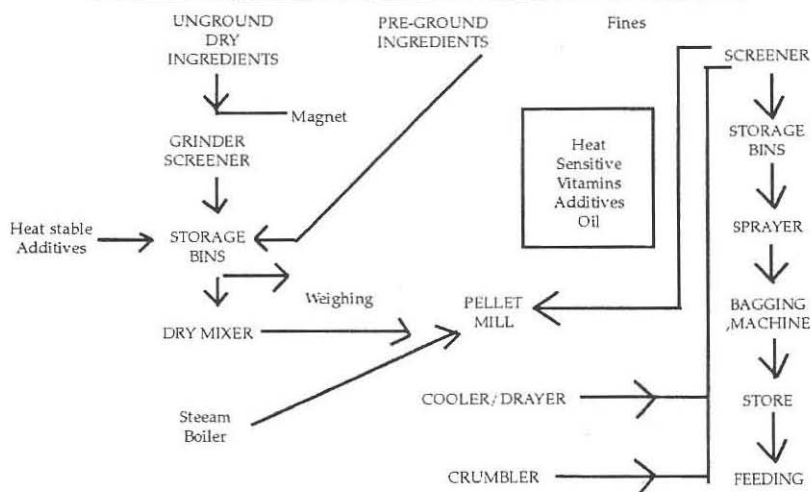 UNGROUND
DRY
INGREDIENTS
PRE-GROUND
INGREDIENTS
Fines
SCREENER
Magnet
GRINDER
SCREENER
Heat
Sensitive
Vitamins
Additives
Oil
STORAGE
BINS
Heat stable
Additives
STORAGE
BINS
SPRAYER
Weighing
PELLET
MILL
BAGGING
,MACHINE
DRY MIXER
COOLER/DRAYER
STORE
Steeam
Boiler
CRUMBLER
FEEDING